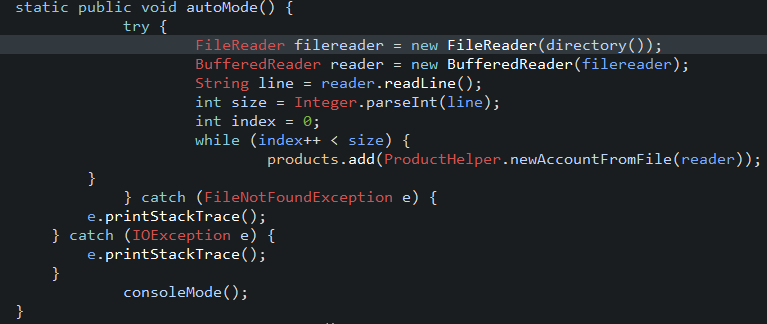 static public void autoMode() {
try {
FileReader filereader = new FileReader(directory());
BufferedReader reader = new BufferedReader(filereader);
String line = reader.readLine();
int size = Integer.parseInt(line);
int index = 0;
while (index++ < size) {
products.add(ProductHelper.newAccountFromFile(reader));
}
} catch (FileNotFoundException e) {
e.printStackTrace();
} catch (IOException e) {
e.printStackTrace();
}
consoleMode();
}